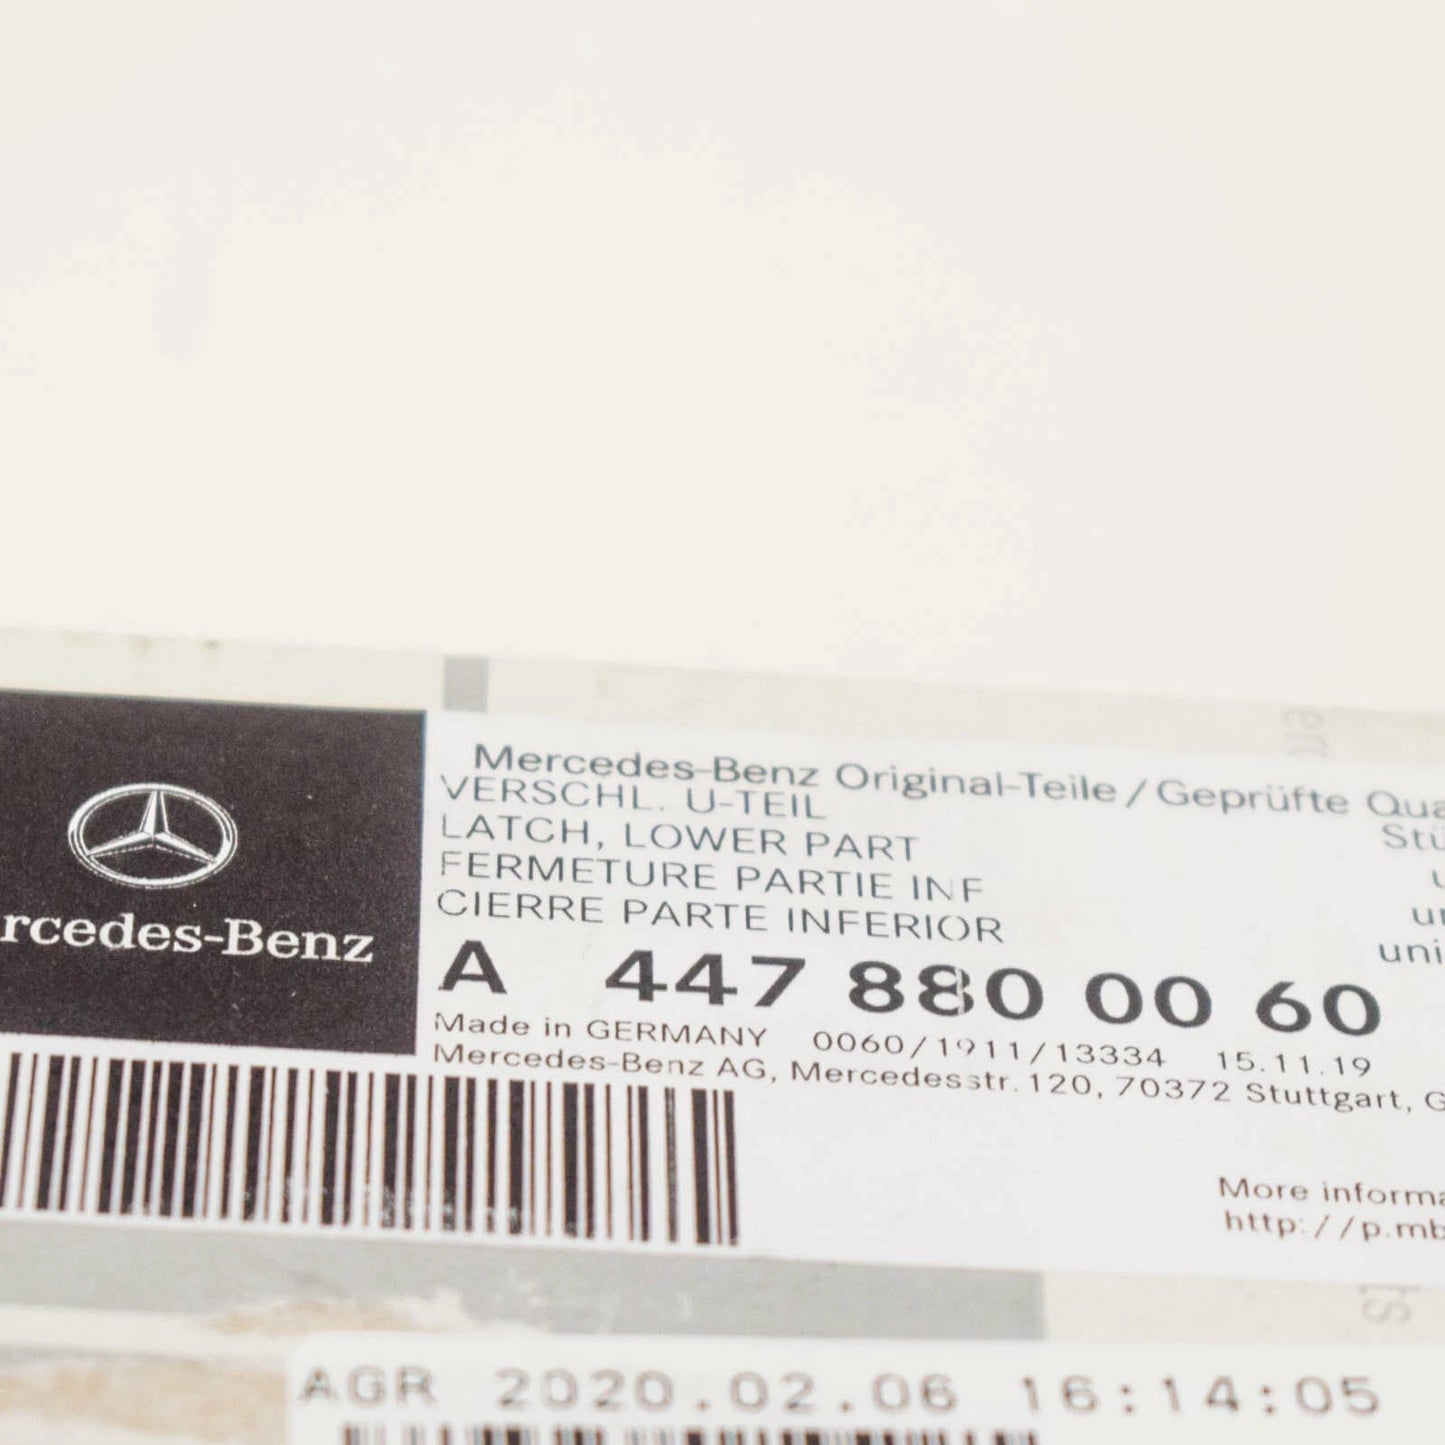 rcedes-Benz
Mercedes-Benz Original-Teile / Geprüfte Qua
VERSCHL. U-TEIL
Stü
LATCH, LOWER PART
FERMETURE PARTIE INF
CIERRE PARTE INFERIOR
uni
A 447 880 00 60
Made in GERMANY 0060/1911/13334 15.11.19
Mercedes-Benz AG, Mercedesstr. 120, 70372 Stuttgart, G
More informa
http://p.mb
AGR 2020.02.06 16:14:05